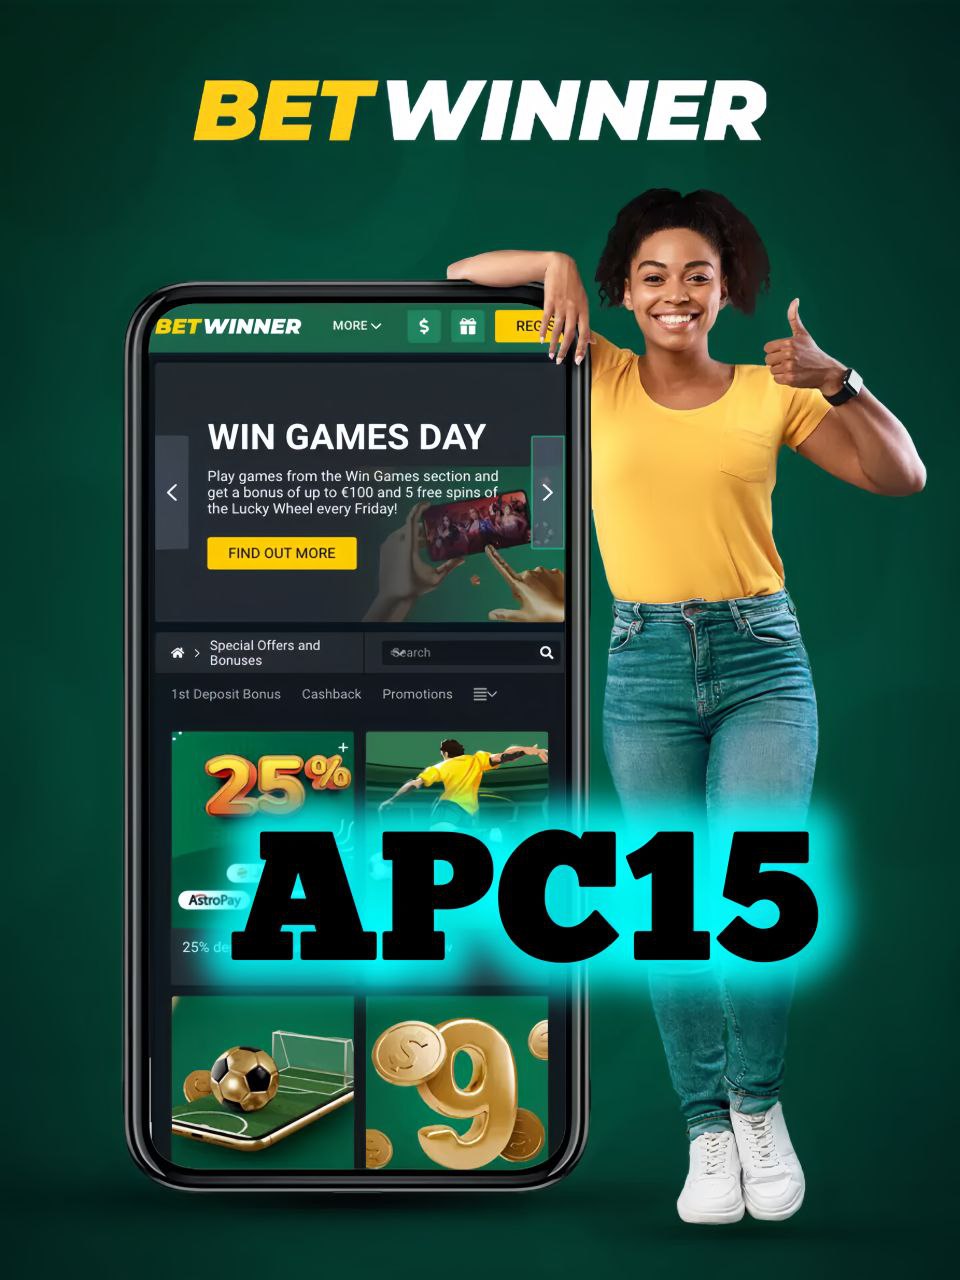 BETWINNER
BETWINNER MORE $ REGIS
WIN GAMES DAY
Play games from the Win Games section and
get a bonus of up to €100 and 5 free spins of
the Lucky Wheel every Friday!
FIND OUT MORE
Special Offers and
Bonuses
Search
1st Deposit Bonus Cashback Promotions
25%
AstroPay
25% de
APC15
9